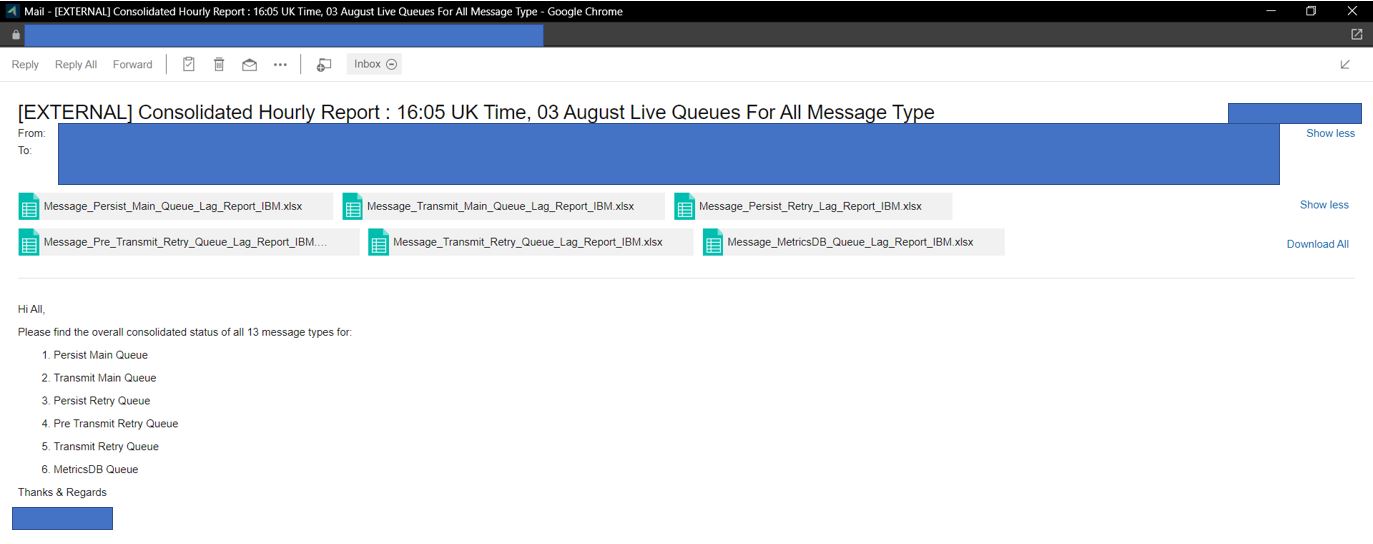 Mail - [EXTERNAL] Consolidated Hourly Report : 16:05 UK Time, 03 August Live Queues For All Message Type - Google Chrome
Reply Reply All Forward Inbox
[EXTERNAL] Consolidated Hourly Report : 16:05 UK Time, 03 August Live Queues For All Message Type
From: Show less
To:
Message_Persist_Main_Queue_Lag_Report_IBM.xlsx Message_Transmit_Main_Queue_Lag_Report_IBM.xlsx Message_Persist_Retry_Lag_Report_IBM.xlsx Show less
Message_Pre_Transmit_Retry_Queue_Lag_Report_IBM.... Message_Transmit_Retry_Queue_Lag_Report_IBM.xlsx Message_MetricsDB_Queue_Lag_Report_IBM.xlsx Download All
Hi All,
Please find the overall consolidated status of all 13 message types for:
1. Persist Main Queue
2. Transmit Main Queue
3. Persist Retry Queue
4. Pre Transmit Retry Queue
5. Transmit Retry Queue
6. MetricsDB Queue
Thanks & Regards